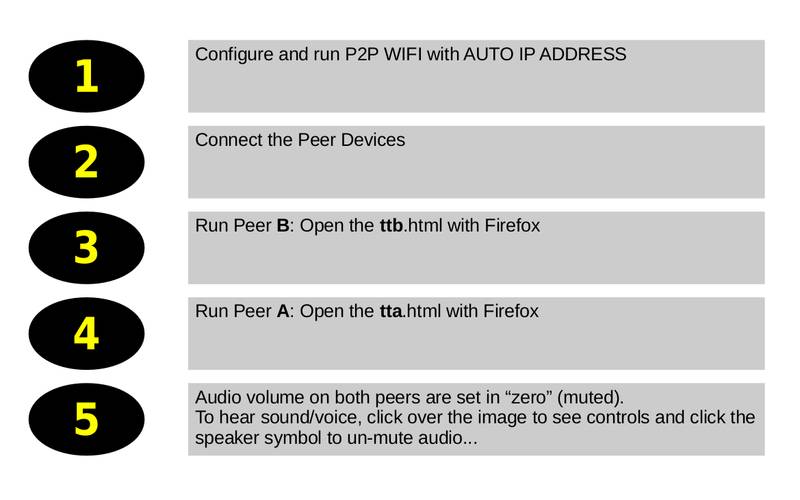 1
Configure and run P2P WIFI with AUTO IP ADDRESS
2
Connect the Peer Devices
3
Run Peer B: Open the ttb.html with Firefox
4
Run Peer A: Open the tta.html with Firefox
5
Audio volume on both peers are set in “zero” (muted).
To hear sound/voice, click over the image to see controls and click the
speaker symbol to un-mute audio...